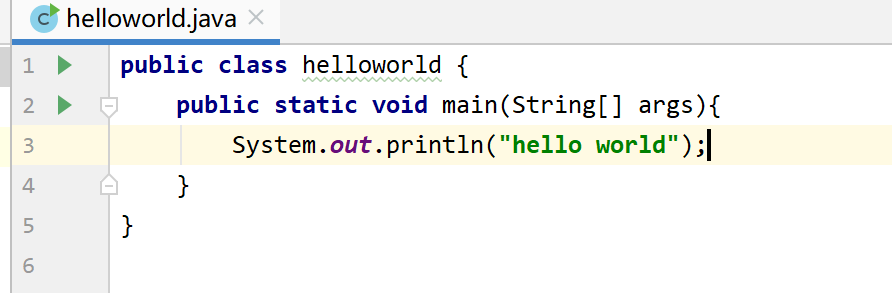 helloworld.java
1 public class helloworld {
2 public static void main(String[] args){
3 System.out.println("hello world");
4 }
5 }
6